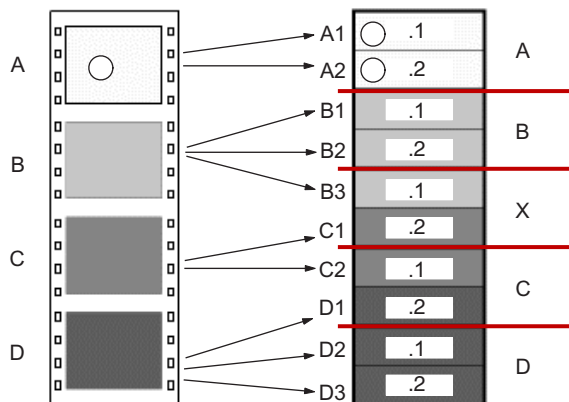 A
B
C
D
A1 .1
A2 .2
A
B1 .1
B2 .2
B
B3 .1
C1 .2
X
C2 .1
D1 .2
C
D2 .1
D3 .2
D